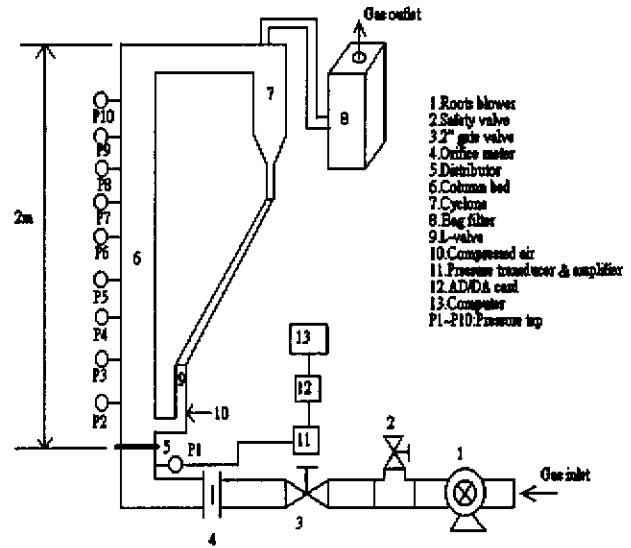 Gas outlet
7
8
P10
P9
P8
P7
P6
P5
P4
P3
P2
2m
6
1.Roots blower
2.Safety valve
3.2" gate valve
4.Orifice meter
5.Distributor
6.Column bed
7.Cyclone
8.Bag filter
9.L-valve
10.Compressed air
11.Pressure transducer & amplifier
12.AD/DA card
13.Computer
P1~P10:Pressure tap
13
9
12
10
11
5
P1
2
1
Gas inlet
3
4